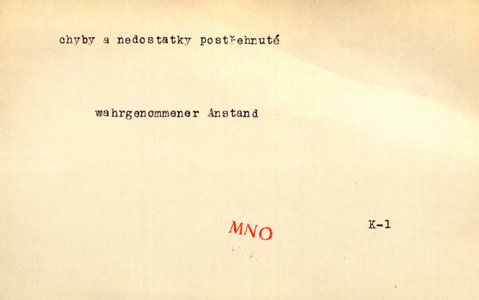 chyby a nedostatky postřehnuté
wahrgenommener Anstand
MNO
K-1